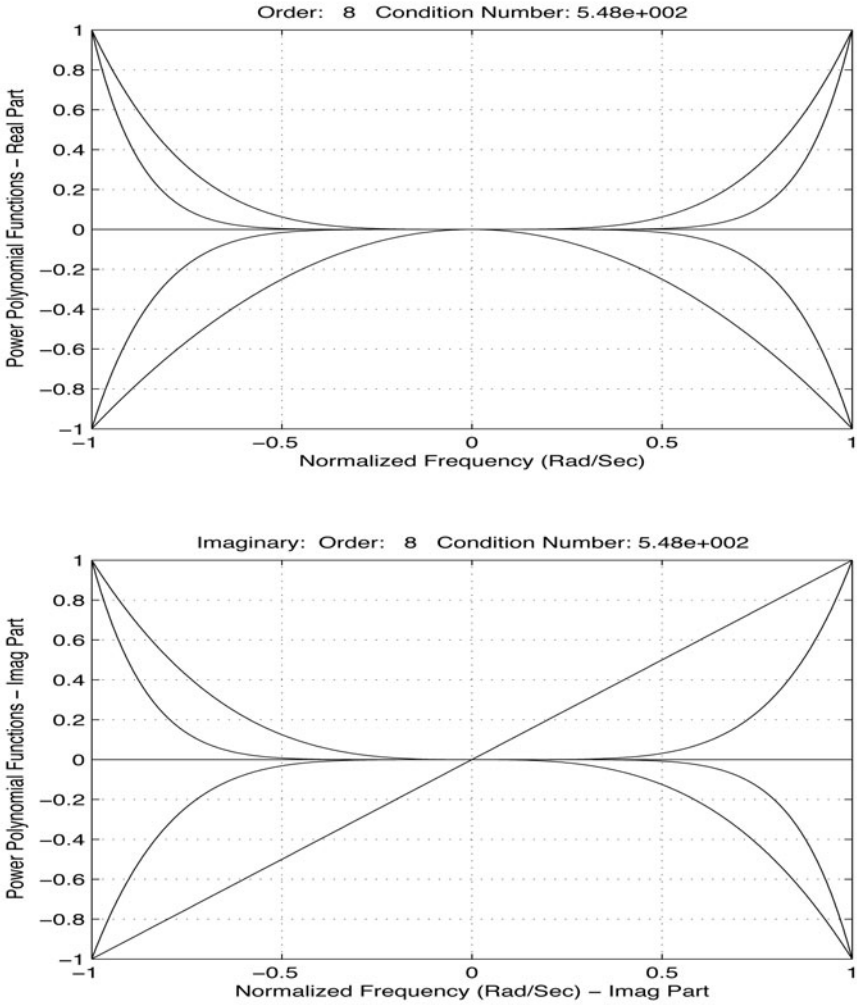 Order: 8 Condition Number: 5.48e+002
Power Polynomial Functions – Real Part
1
0.8
0.6
0.4
0.2
0
−0.2
−0.4
−0.6
−0.8
−1
−1 −0.5 0 0.5 1
Normalized Frequency (Rad/Sec)
Imaginary: Order: 8 Condition Number: 5.48e+002
Power Polynomial Functions – Imag Part
1
0.8
0.6
0.4
0.2
0
−0.2
−0.4
−0.6
−0.8
−1
−1 −0.5 0 0.5 1
Normalized Frequency (Rad/Sec) – Imag Part